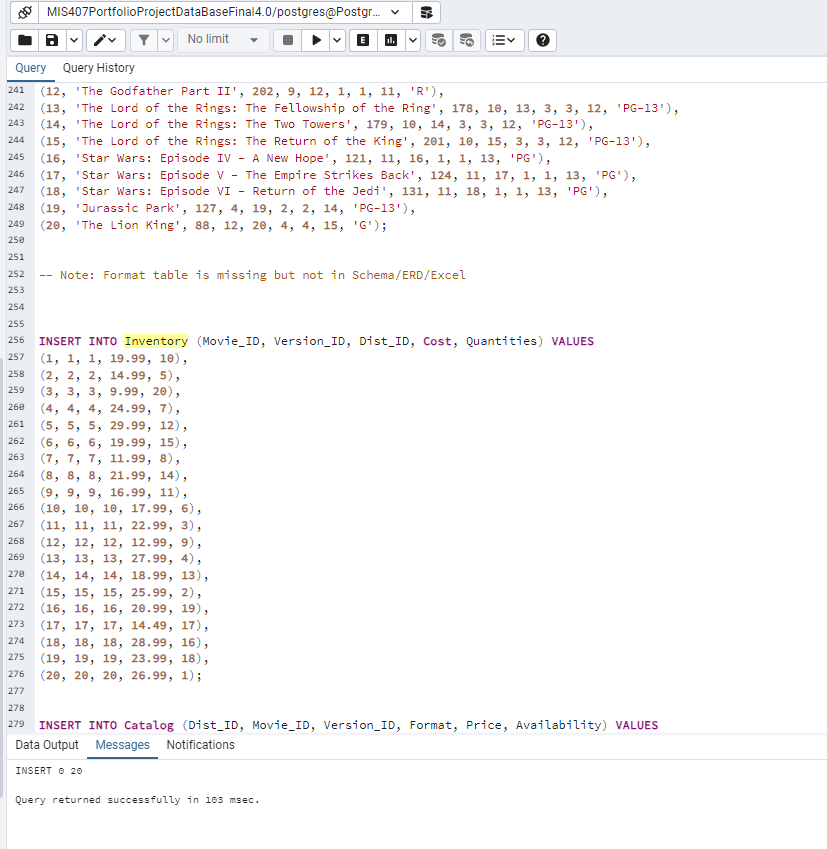 MIS407PortfolioProjectDataBaseFinal4.0/postgres@Postgr...
No limit
E
Query Query History
241 (12, 'The Godfather Part II', 202, 9, 12, 1, 1, 11, 'R'),
242 (13, 'The Lord of the Rings: The Fellowship of the Ring', 178, 10, 13, 3, 3, 12, 'PG-13'),
243 (14, 'The Lord of the Rings: The Two Towers', 179, 10, 14, 3, 3, 12, 'PG-13'),
244 (15, 'The Lord of the Rings: The Return of the King', 201, 10, 15, 3, 3, 12, 'PG-13'),
245 (16, 'Star Wars: Episode IV - A New Hope', 121, 11, 16, 1, 1, 13, 'PG'),
246 (17, 'Star Wars: Episode V - The Empire Strikes Back', 124, 11, 17, 1, 1, 13, 'PG'),
247 (18, 'Star Wars: Episode VI - Return of the Jedi', 131, 11, 18, 1, 1, 13, 'PG'),
248 (19, 'Jurassic Park', 127, 4, 19, 2, 2, 14, 'PG-13'),
249 (20, 'The Lion King', 88, 12, 20, 4, 4, 15, 'G');
250
251
252 -- Note: Format table is missing but not in Schema/ERD/Excel
253
254
255
256 INSERT INTO Inventory (Movie_ID, Version_ID, Dist_ID, Cost, Quantities) VALUES
257 (1, 1, 1, 19.99, 10),
258 (2, 2, 2, 14.99, 5),
259 (3, 3, 3, 9.99, 20),
260 (4, 4, 4, 24.99, 7),
261 (5, 5, 5, 29.99, 12),
262 (6, 6, 6, 19.99, 15),
263 (7, 7, 7, 11.99, 8),
264 (8, 8, 8, 21.99, 14),
265 (9, 9, 9, 16.99, 11),
266 (10, 10, 10, 17.99, 6),
267 (11, 11, 11, 22.99, 3),
268 (12, 12, 12, 12.99, 9),
269 (13, 13, 13, 27.99, 4),
270 (14, 14, 14, 18.99, 13),
271 (15, 15, 15, 25.99, 2),
272 (16, 16, 16, 20.99, 19),
273 (17, 17, 17, 14.49, 17),
274 (18, 18, 18, 28.99, 16),
275 (19, 19, 19, 23.99, 18),
276 (20, 20, 20, 26.99, 1);
277
278
279 INSERT INTO Catalog (Dist_ID, Movie_ID, Version_ID, Format, Price, Availability) VALUES
Data Output Messages Notifications
INSERT 0 20
Query returned successfully in 103 msec.